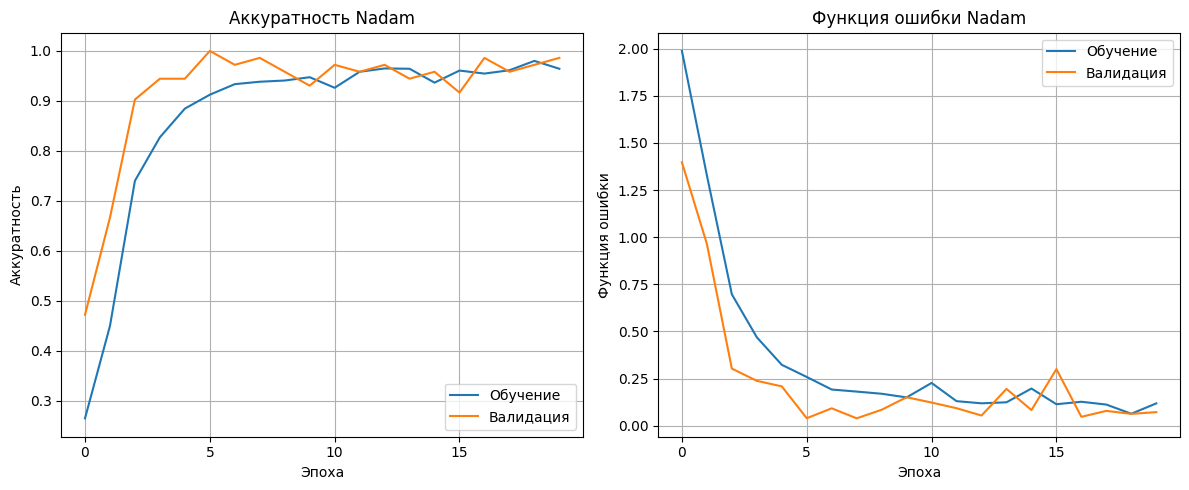 Аккуратность Nadam
Аккуратность
1.0
0.9
0.8
0.7
0.6
0.5
0.4
0.3
0
5
10
15
Эпоха
Обучение
Валидация
Функция ошибки Nadam
Функция ошибки
2.00
1.75
1.50
1.25
1.00
0.75
0.50
0.25
0.00
0
5
10
15
Эпоха
Обучение
Валидация